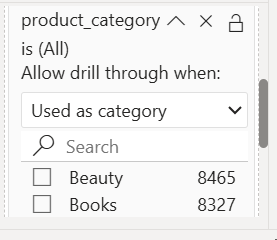 product_category
is (All)
Allow drill through when:
Used as category
Search
Beauty 8465
Books 8327